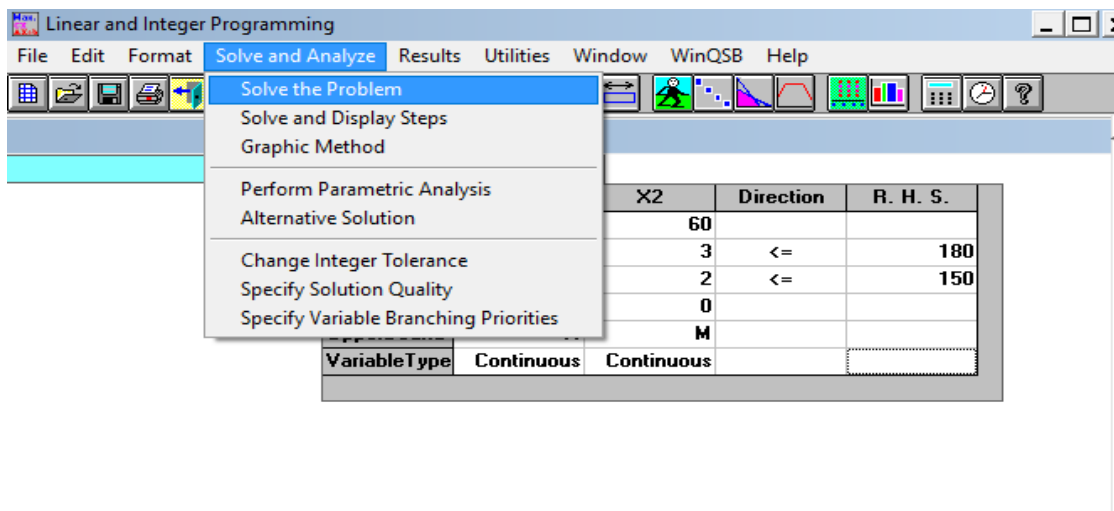 Linear and Integer Programming
File Edit Format Solve and Analyze Results Utilities Window WinQSB Help
Solve the Problem
Solve and Display Steps
Graphic Method
Perform Parametric Analysis
Alternative Solution
Change Integer Tolerance
Specify Solution Quality
Specify Variable Branching Priorities
X2 Direction R. H. S.
60
3 <= 180
2 <= 150
0
M
VariableType Continuous Continuous